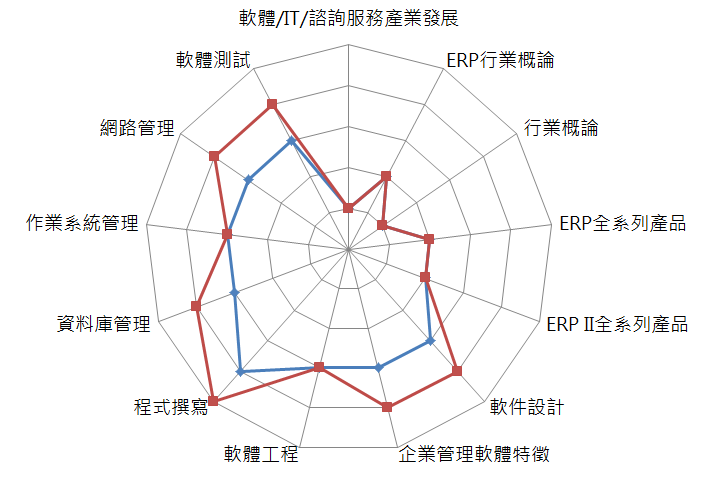 軟體/IT/諮詢服務產業發展
軟體測試
ERP行業概論
網路管理
行業概論
作業系統管理
ERP全系列產品
資料庫管理
ERP II全系列產品
程式撰寫
軟件設計
軟體工程
企業管理軟體特徵